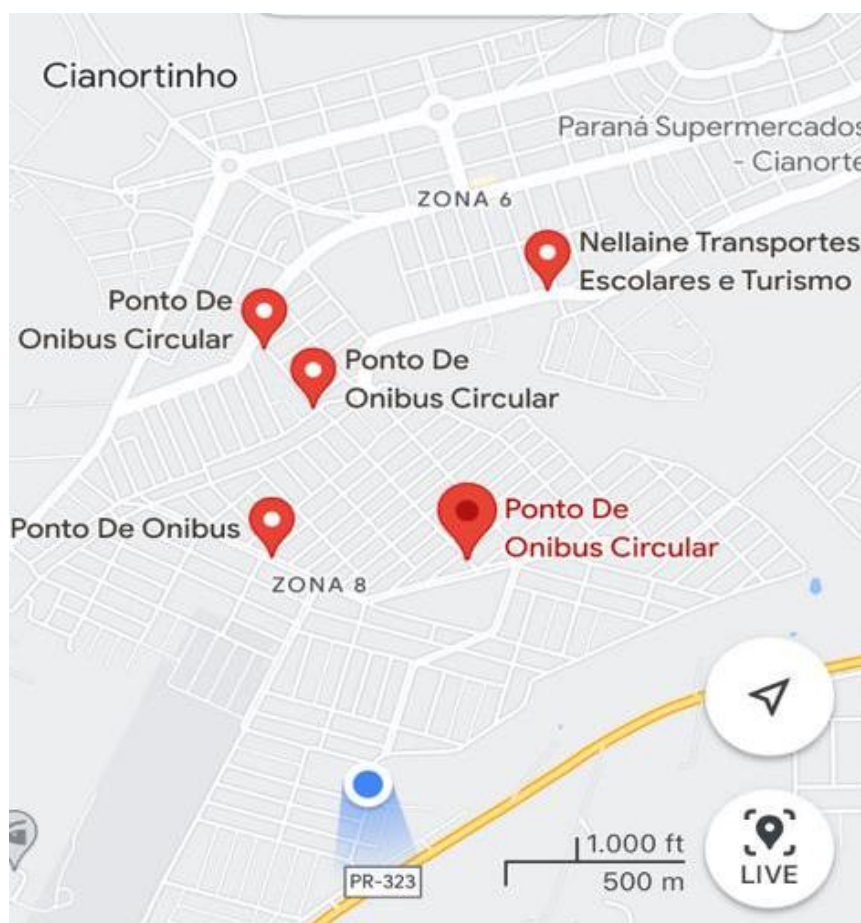 Cianortinho
Paraná Supermercados
- Cianorte
ZONA 6
Nellaine Transportes
Escolares e Turismo
Ponto De
Onibus Circular
Ponto De
Onibus Circular
Ponto De Onibus
Ponto De
Onibus Circular
ZONA 8
1.000 ft
500 m
PR-323
LIVE